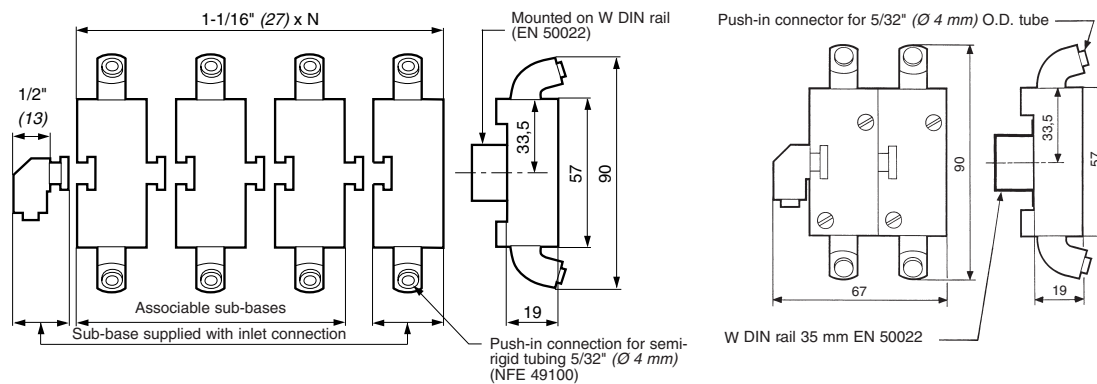 1-1/16" (27) x N
Mounted on W DIN rail
(EN 50022)
1/2"
(13)
33,5
57
90
19
Associable sub-bases
Sub-base supplied with inlet connection
Push-in connection for semi-
rigid tubing 5/32" (Ø 4 mm)
(NFE 49100)
Push-in connector for 5/32" (Ø 4 mm) O.D. tube
90
67
33,5
57
19
W DIN rail 35 mm EN 50022